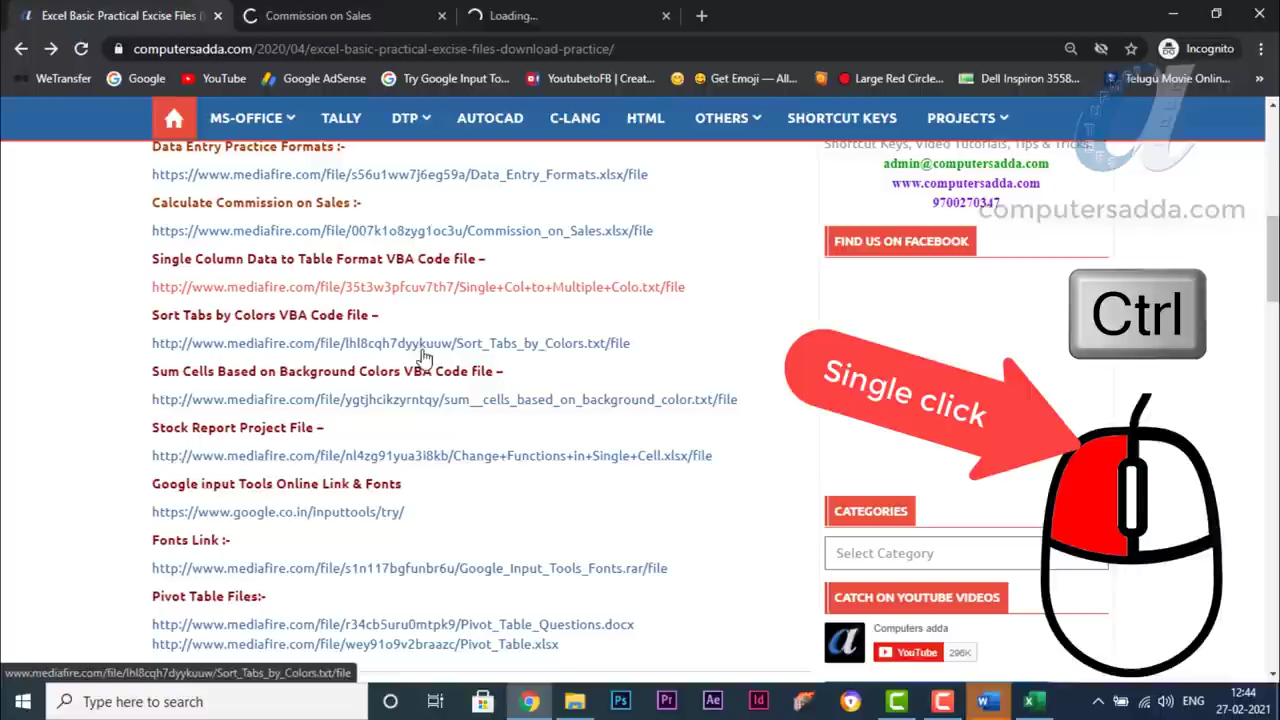 Excel Basic Practical Excise Files
Commission on Sales
Loading...
computersadda.com/2020/04/excel-basic-practical-excise-files-download-practice/
Incognito
WeTransfer
Google
YouTube
Google AdSense
Try Google Input To...
YoutubetoFB | Creat...
Get Emoji — All...
Large Red Circle...
Dell Inspiron 3558...
Telugu Movie Onlin...
MS-OFFICE
TALLY
DTP
AUTOCAD
C-LANG
HTML
OTHERS
SHORTCUT KEYS
PROJECTS
Data Entry Practice Formats :-
https://www.mediafire.com/file/s56u1ww7j6eg59a/Data_Entry_Formats.xlsx/file
Calculate Commission on Sales :-
https://www.mediafire.com/file/007k1o8zyg1oc3u/Commission_on_Sales.xlsx/file
Single Column Data to Table Format VBA Code file –
http://www.mediafire.com/file/35t3w3pfcuv7th7/Single+Col+to+Multiple+Colo.txt/file
Sort Tabs by Colors VBA Code file –
http://www.mediafire.com/file/lhl8cqh7dyykuuw/Sort_Tabs_by_Colors.txt/file
Sum Cells Based on Background Colors VBA Code file –
http://www.mediafire.com/file/ygtjhcikzyrntqy/sum__cells_based_on_background_color.txt/file
Stock Report Project File –
http://www.mediafire.com/file/nl4zg91yua3i8kb/Change+Functions+in+Single+Cell.xlsx/file
Google input Tools Online Link & Fonts
https://www.google.co.in/inputtools/try/
Fonts Link :-
http://www.mediafire.com/file/s1n117bgfunbr6u/Google_Input_Tools_Fonts.rar/file
Pivot Table Files:-
http://www.mediafire.com/file/r34cb5uru0mtpk9/Pivot_Table_Questions.docx
http://www.mediafire.com/file/wey91o9v2braazc/Pivot_Table.xlsx
Shortcut Keys, Video Tutorials, Tips & Tricks
admin@computersadda.com
www.computersadda.com
9700270347
computersadda.com
FIND US ON FACEBOOK
Ctrl
Single click
CATEGORIES
Select Category
CATCH ON YOUTUBE VIDEOS
Computers adda
YouTube
296K
www.mediafire.com/file/lhl8cqh7dyykuuw/Sort_Tabs_by_Colors.txt/file
Type here to search
Ps
Pr
Ae
Id
ENG
12:44
27-02-2021